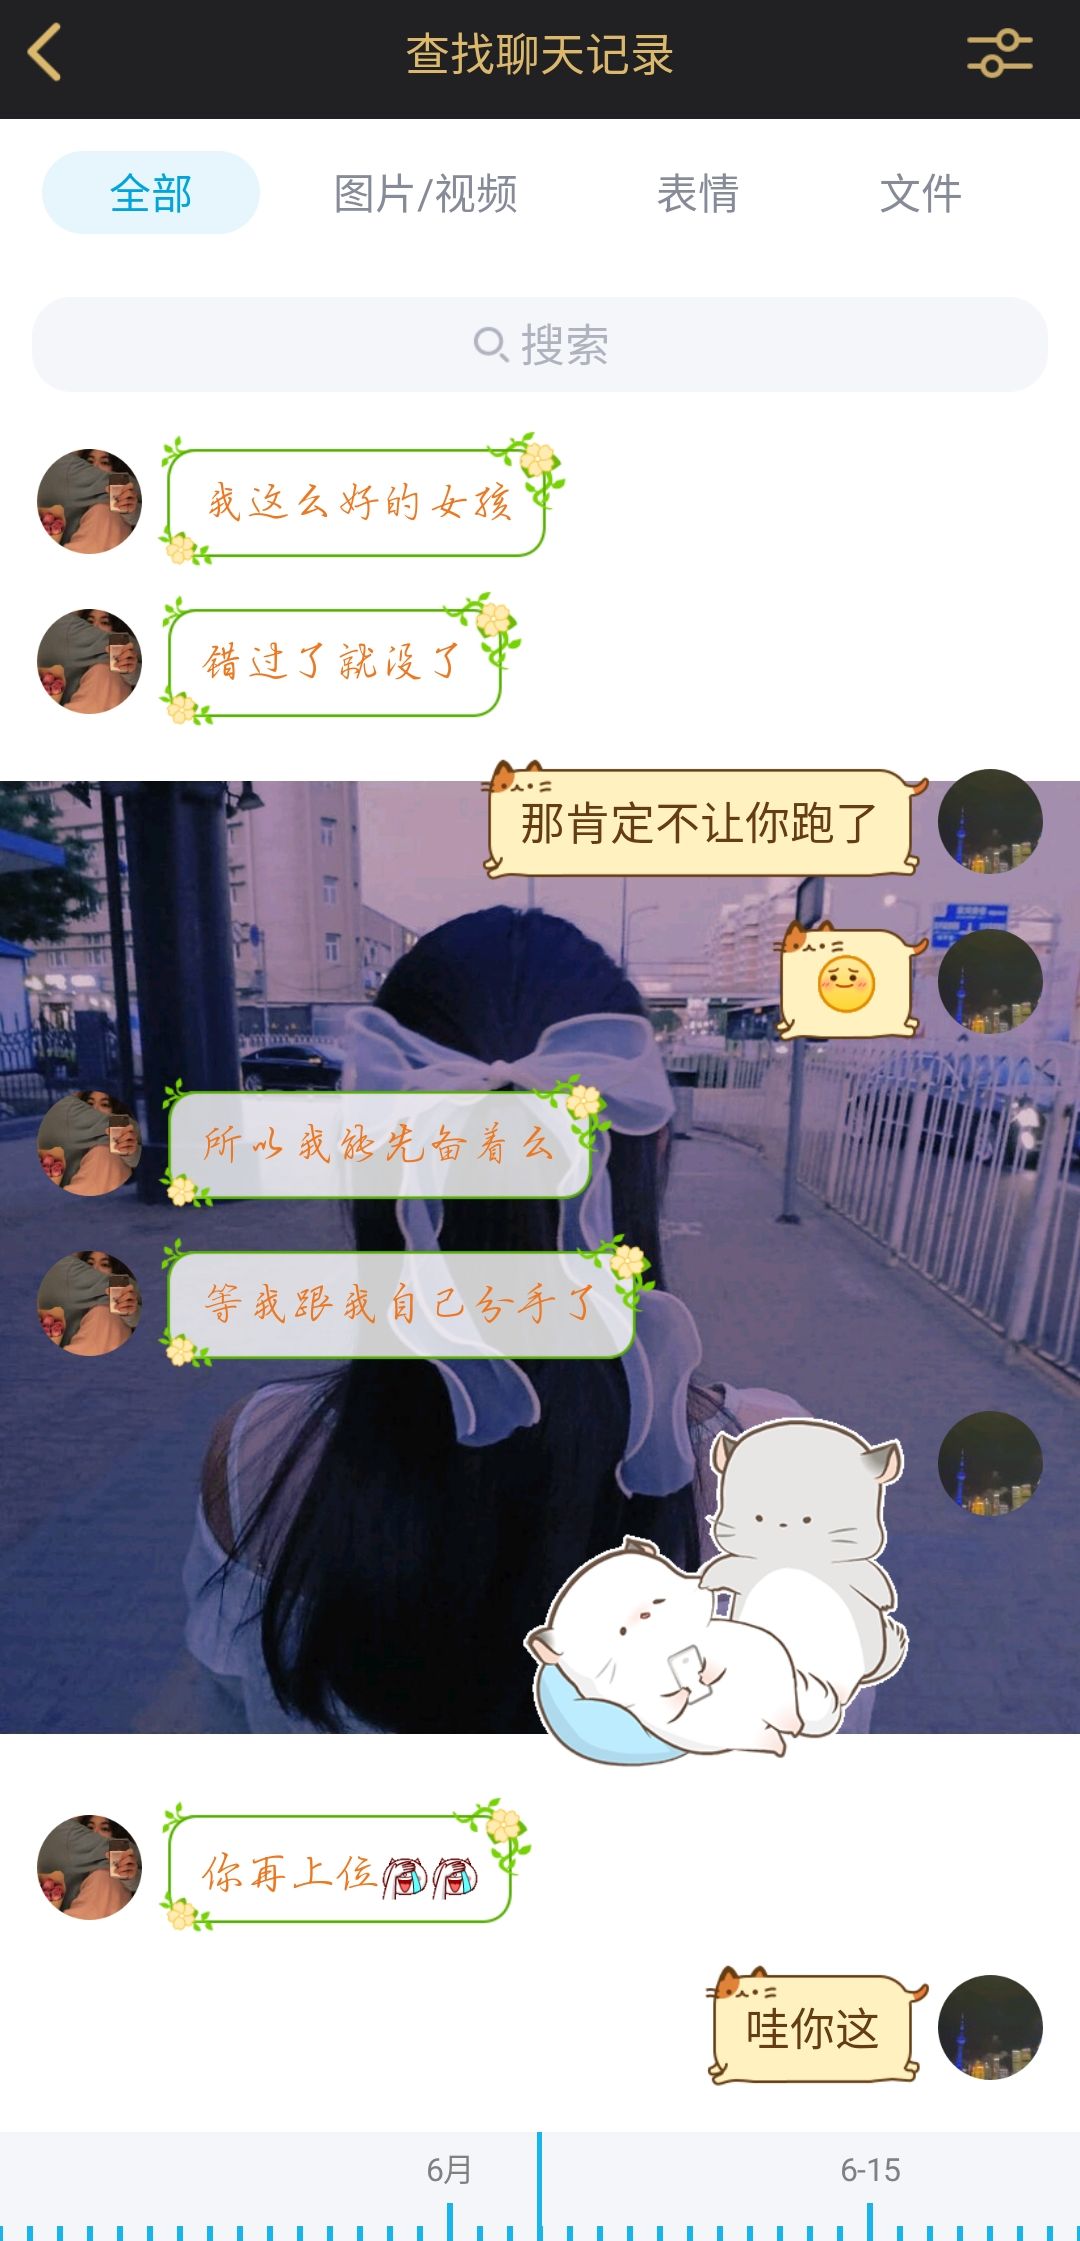 查找聊天记录
全部 图片/视频 表情 文件
搜索
我这么好的女孩
错过了就没了
那肯定不让你跑了
所以我能先备着么
等我跟我自己分手了
你再上位
哇你这
6月 6-15